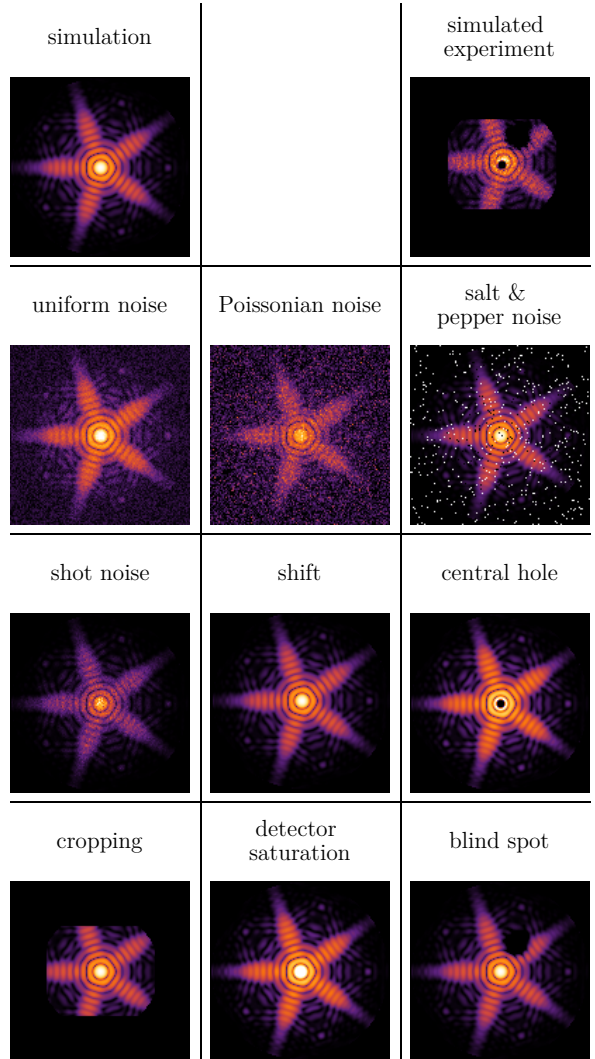 simulation
simulated
experiment
uniform noise
Poissonian noise
salt &
pepper noise
shot noise
shift
central hole
cropping
detector
saturation
blind spot